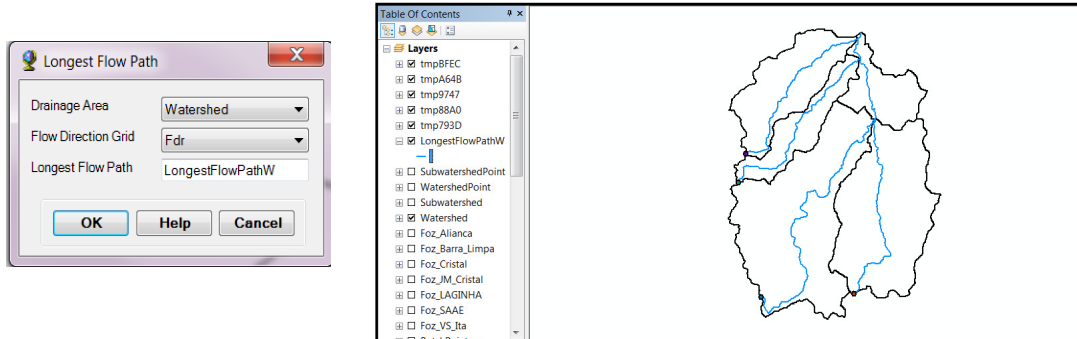 Longest Flow Path
Drainage Area
Watershed
Flow Direction Grid
Fdr
Longest Flow Path
LongestFlowPathW
OK
Help
Cancel
Table Of Contents
Layers
tmpBFEC
tmpA64B
tmp9747
tmp88A0
tmp793D
LongestFlowPathW
SubwatershedPoint
WatershedPoint
Subwatershed
Watershed
Foz_Alianca
Foz_Barra_Limpa
Foz_Cristal
Foz_JM_Cristal
Foz_LAGINHA
Foz_SAAE
Foz_VS_Ita